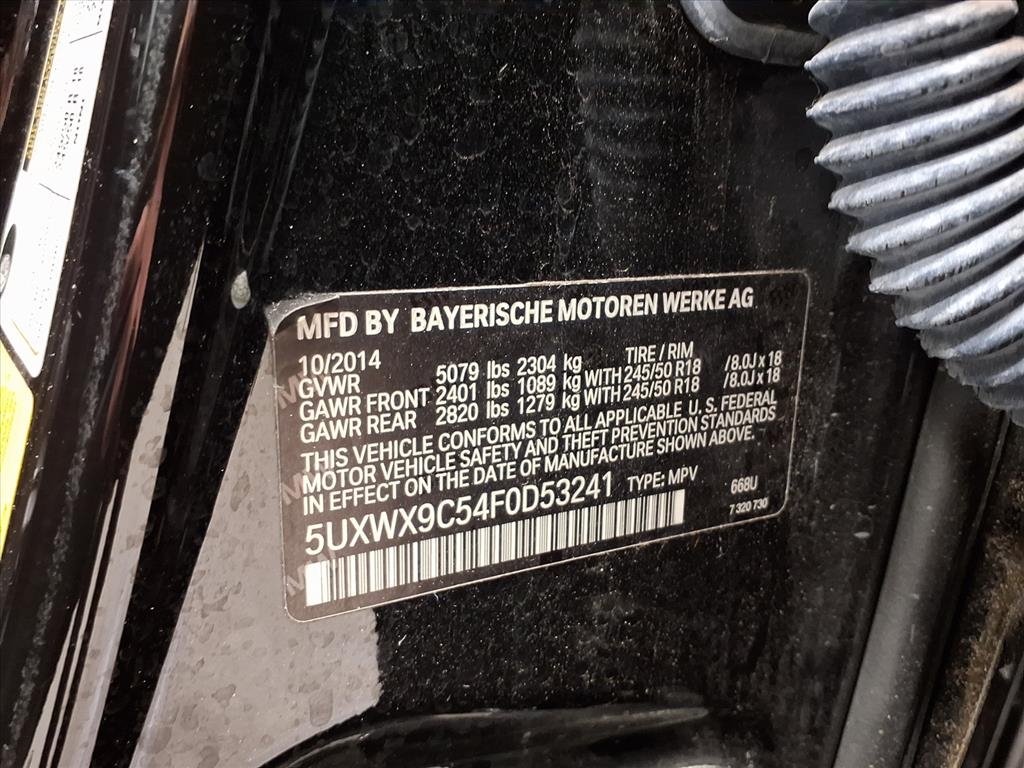 MFD BY BAYERISCHE MOTOREN WERKE AG
10/2014 TIRE / RIM
GVWR 5079 lbs 2304 kg
GAWR FRONT 2401 lbs 1089 kg WITH 245/50 R18 /8.0J x 18
GAWR REAR 2820 lbs 1279 kg WITH 245/50 R18 /8.0J x 18
THIS VEHICLE CONFORMS TO ALL APPLICABLE U. S. FEDERAL
MOTOR VEHICLE SAFETY AND THEFT PREVENTION STANDARDS
IN EFFECT ON THE DATE OF MANUFACTURE SHOWN ABOVE.
5UXWX9C54F0D53241 TYPE: MPV 668U
7 320 730